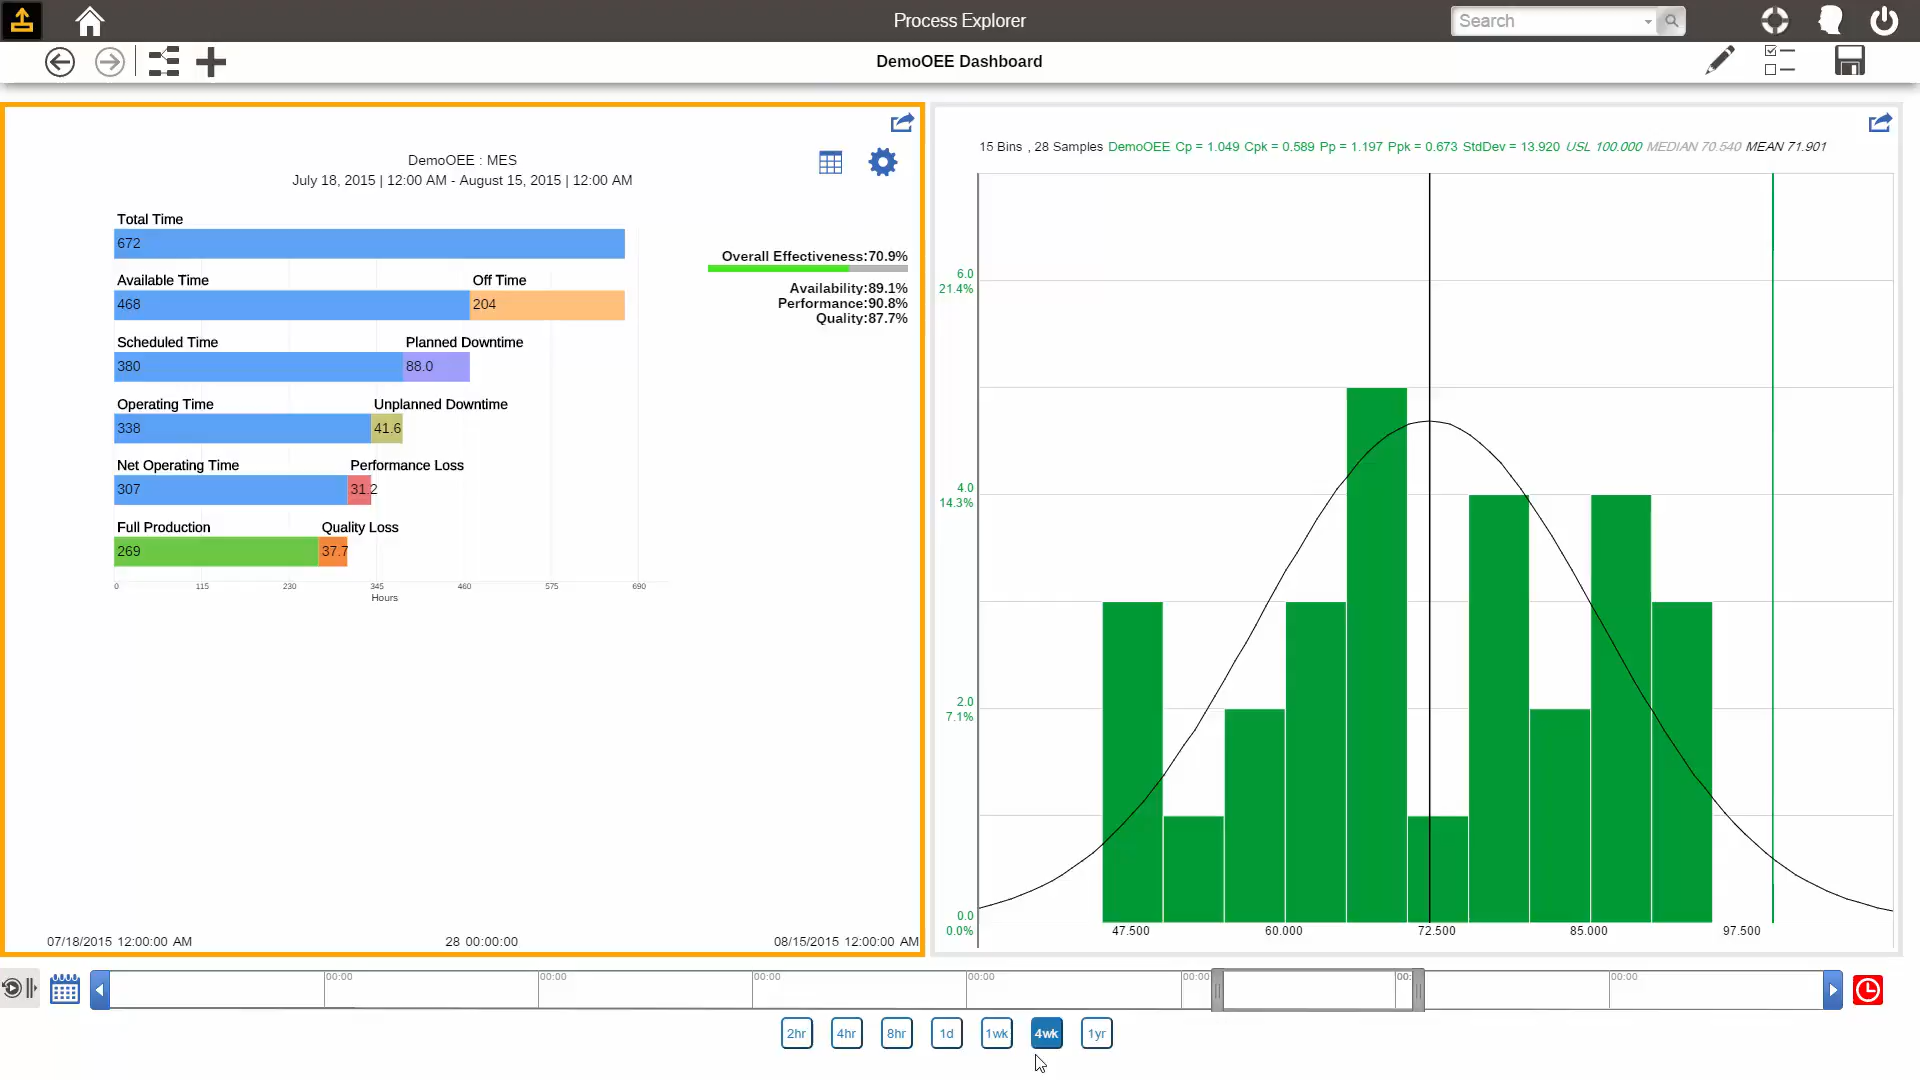 Process Explorer
Search
DemoOEE Dashboard
DemoOEE : MES
July 18, 2015 | 12:00 AM - August 15, 2015 | 12:00 AM
Total Time
672
Available Time
Off Time
468
204
Scheduled Time
Planned Downtime
380
88.0
Operating Time
Unplanned Downtime
338
41.6
Net Operating Time
Performance Loss
307
31.2
Full Production
Quality Loss
269
37.7
0 115 230 345 460 575 690
Hours
Overall Effectiveness:70.9%
Availability:89.1%
Performance:90.8%
Quality:87.7%
07/18/2015 12:00:00 AM
28 00:00:00
08/15/2015 12:00:00 AM
15 Bins , 28 Samples DemoOEE Cp = 1.049 Cpk = 0.589 Pp = 1.197 Ppk = 0.673 StdDev = 13.920 USL 100.000 MEDIAN 70.540 MEAN 71.901
6.0
21.4%
4.0
14.3%
2.0
7.1%
0.0
0.0%
47.500 60.000 72.500 85.000 97.500
00:00 00:00 00:00 00:00 00:00 00: 00:00
2hr 4hr 8hr 1d 1wk 4wk 1yr